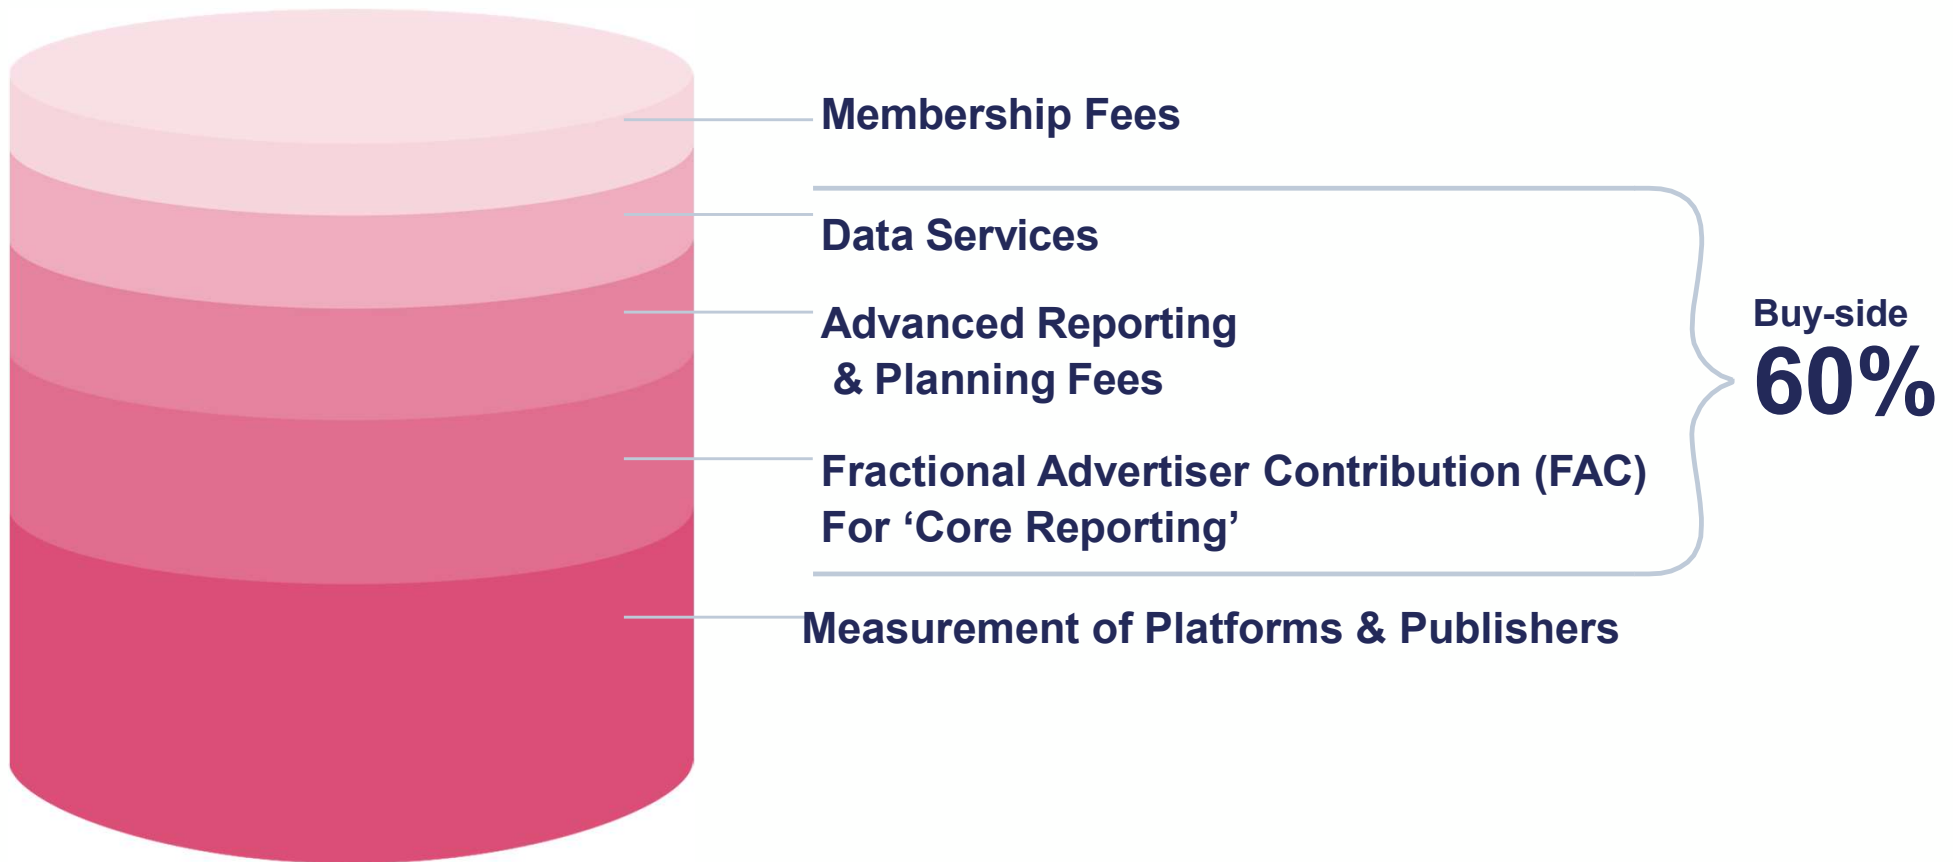 Membership Fees
Data Services
Advanced Reporting
& Planning Fees
Fractional Advertiser Contribution (FAC)
For ‘Core Reporting’
Measurement of Platforms & Publishers
Buy-side
60%